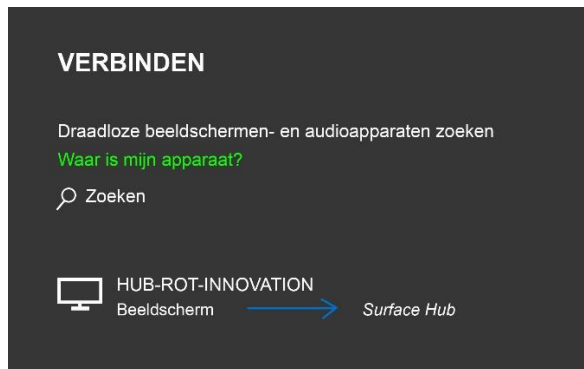 VERBINDEN
Draadloze beeldschermen- en audioapparaten zoeken
Waar is mijn apparaat?
Zoeken
HUB-ROT-INNOVATION
Beeldscherm Surface Hub